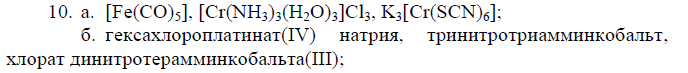 10. а. [Fe(CO)₅], [Cr(NH₃)₃(H₂O)₃]Cl₃, K₃[Cr(SCN)₆];
б. гексахлороплатинат(IV) натрия, тринитротриамминкобальт,
хлорат динитротерамминкобальта(III);